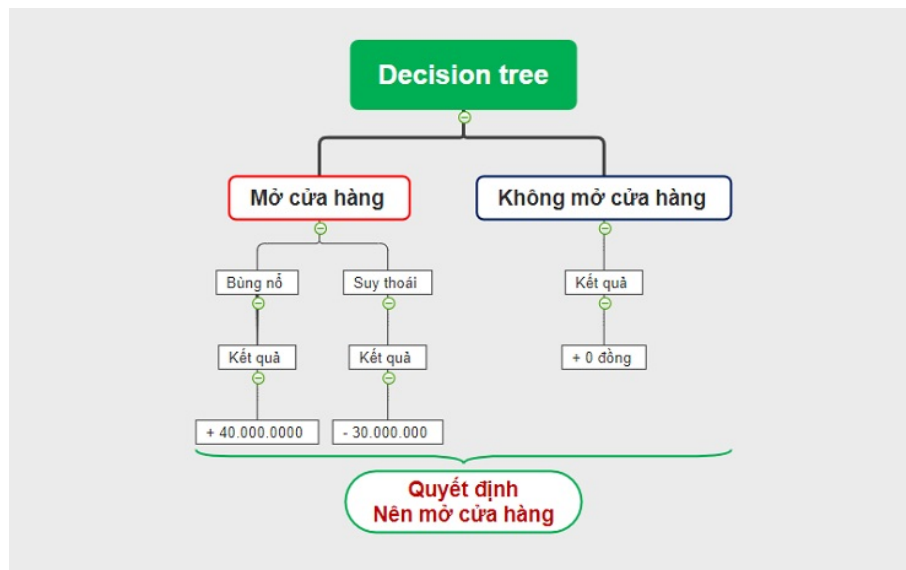 Decision tree
Mở cửa hàng
Không mở cửa hàng
Bùng nổ
Suy thoái
Kết quả
Kết quả
Kết quả
+ 0 đồng
+ 40.000.0000
- 30.000.000
Quyết định
Nên mở cửa hàng